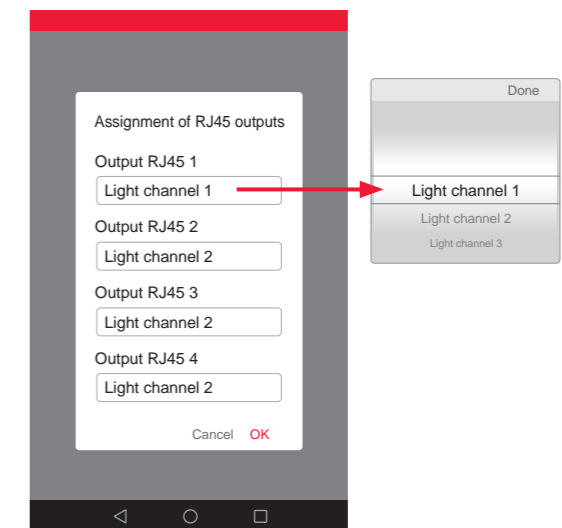 Assignment of RJ45 outputs
Output RJ45 1
Light channel 1
Output RJ45 2
Light channel 2
Output RJ45 3
Light channel 2
Output RJ45 4
Light channel 2
Cancel OK
Done
Light channel 1
Light channel 2
Light channel 3